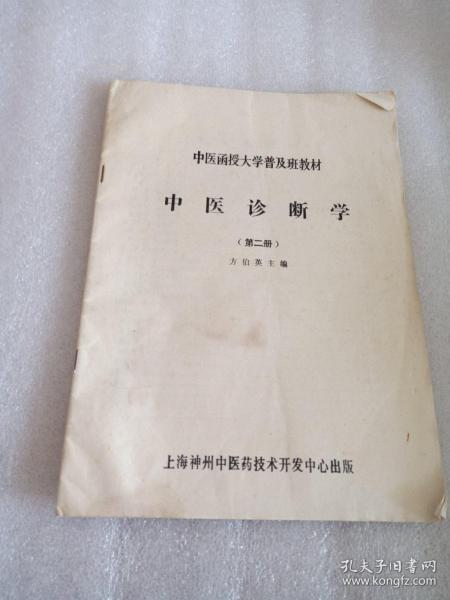 中医函授大学普及班教材
中医诊断学
（第二册）
方伯英主编
上海神州中医药技术开发中心出版
孔夫子旧书网
www.kongfz.com